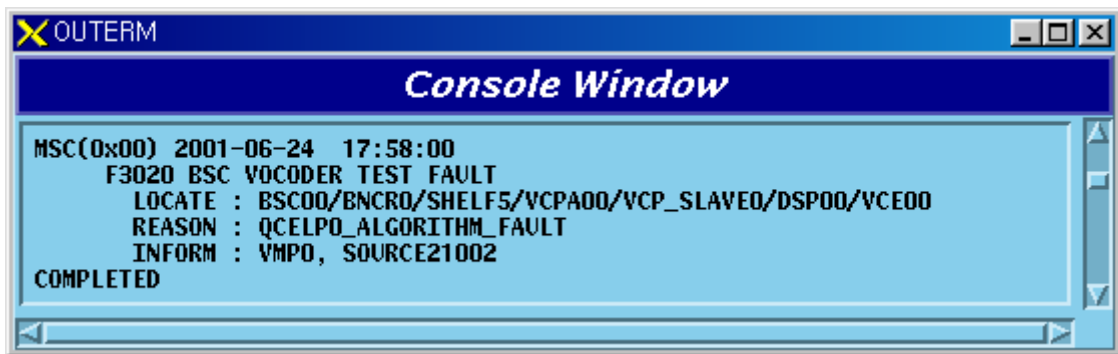 OUTERM
Console Window
MSC(0x00) 2001-06-24 17:58:00
F3020 BSC VOCODER TEST FAULT
LOCATE : BSC00/BNCR0/SHELF5/VCPA00/VCP_SLAVE0/DSP00/VCE00
REASON : QCELP0_ALGORITHM_FAULT
INFORM : VMP0, SOURCE21002
COMPLETED